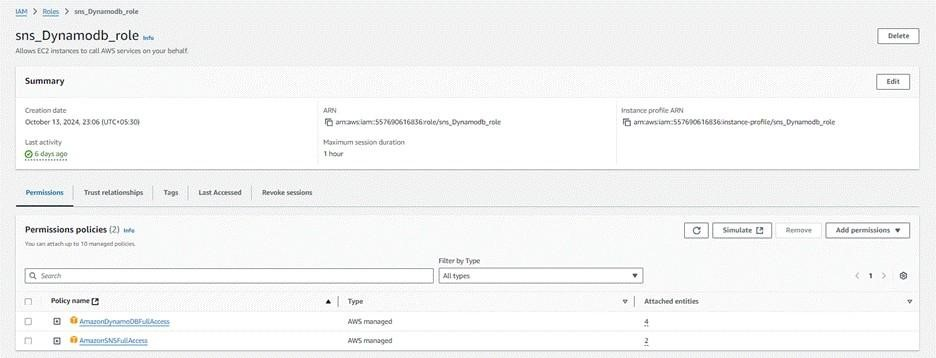 IAM > Roles > sns_Dynamodb_role
sns_Dynamodb_role Info
Delete
Allows EC2 instances to call AWS services on your behalf.
Summary
Edit
Creation date
October 13, 2024, 23:06 (UTC+05:30)
ARN
arn:aws:iam::557690616836:role/sns_Dynamodb_role
Instance profile ARN
arn:aws:iam::557690616836:instance-profile/sns_Dynamodb_role
Last activity
6 days ago
Maximum session duration
1 hour
Permissions Trust relationships Tags Last Accessed Revoke sessions
Permissions policies (2) Info
Simulate Remove Add permissions
You can attach up to 10 managed policies.
Filter by Type
Search
All types
1
Policy name Type Attached entities
AmazonDynamoDBFullAccess AWS managed 4
AmazonSNSFullAccess AWS managed 2